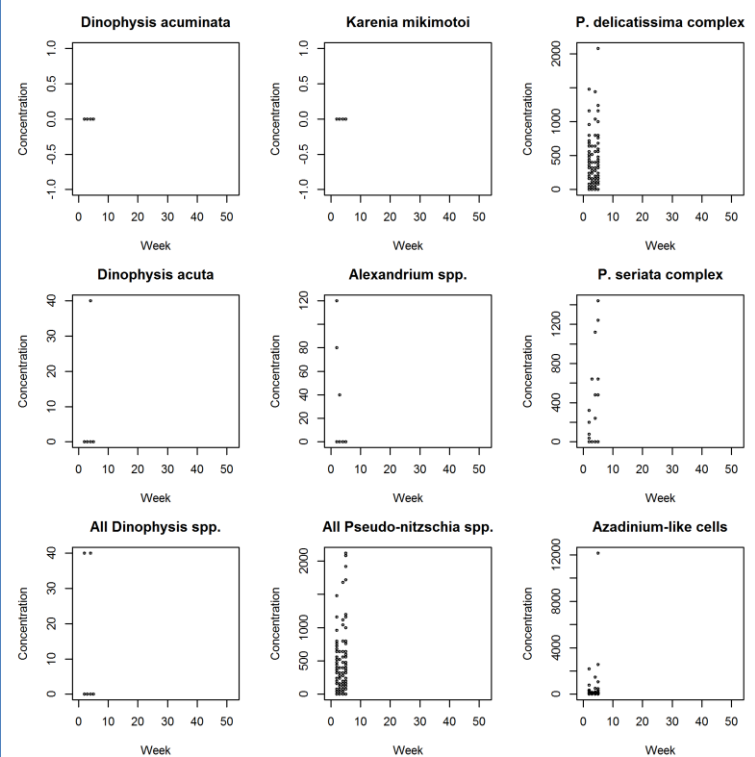 Dinophysis acuminata
Concentration
-1.0 -0.5 0.0 0.5 1.0
0 10 20 30 40 50
Week
Karenia mikimotoi
Concentration
-1.0 -0.5 0.0 0.5 1.0
0 10 20 30 40 50
Week
P. delicatissima complex
Concentration
0 500 1000 2000
0 10 20 30 40 50
Week
Dinophysis acuta
Concentration
0 10 20 30 40
0 10 20 30 40 50
Week
Alexandrium spp.
Concentration
0 20 40 60 80 120
0 10 20 30 40 50
Week
P. seriata complex
Concentration
0 400 800 1200
0 10 20 30 40 50
Week
All Dinophysis spp.
Concentration
0 10 20 30 40
0 10 20 30 40 50
Week
All Pseudo-nitzschia spp.
Concentration
0 500 1000 2000
0 10 20 30 40 50
Week
Azadinium-like cells
Concentration
0 4000 8000 12000
0 10 20 30 40 50
Week